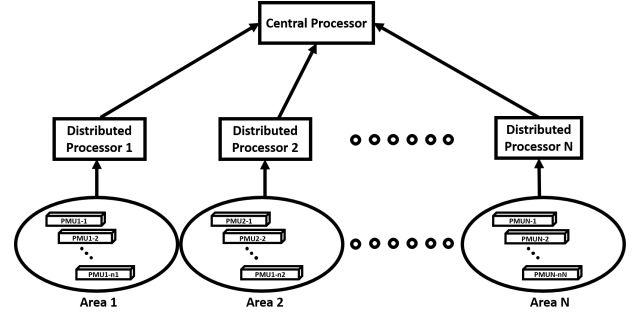 Central Processor
Distributed
Processor 1
Distributed
Processor 2
Distributed
Processor N
PMU1-1
PMU1-2
PMU1-n1
PMU2-1
PMU2-2
PMU1-n2
PMUN-1
PMUN-2
PMUN-nN
Area 1
Area 2
Area N